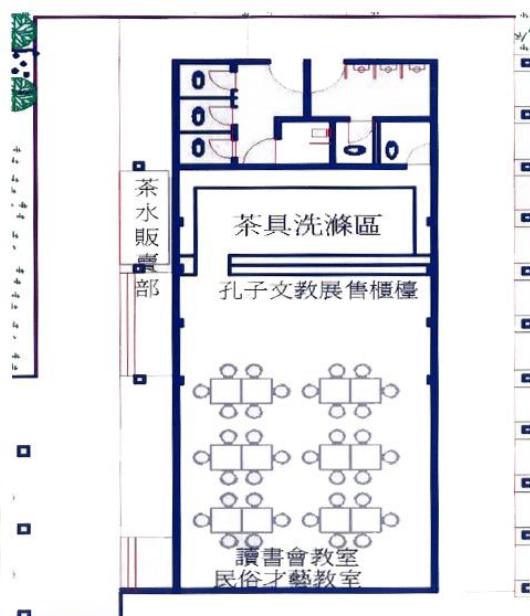 茶水販賣部
茶具洗滌區
孔子文教展售櫃檯
讀書會教室
民俗才藝教室